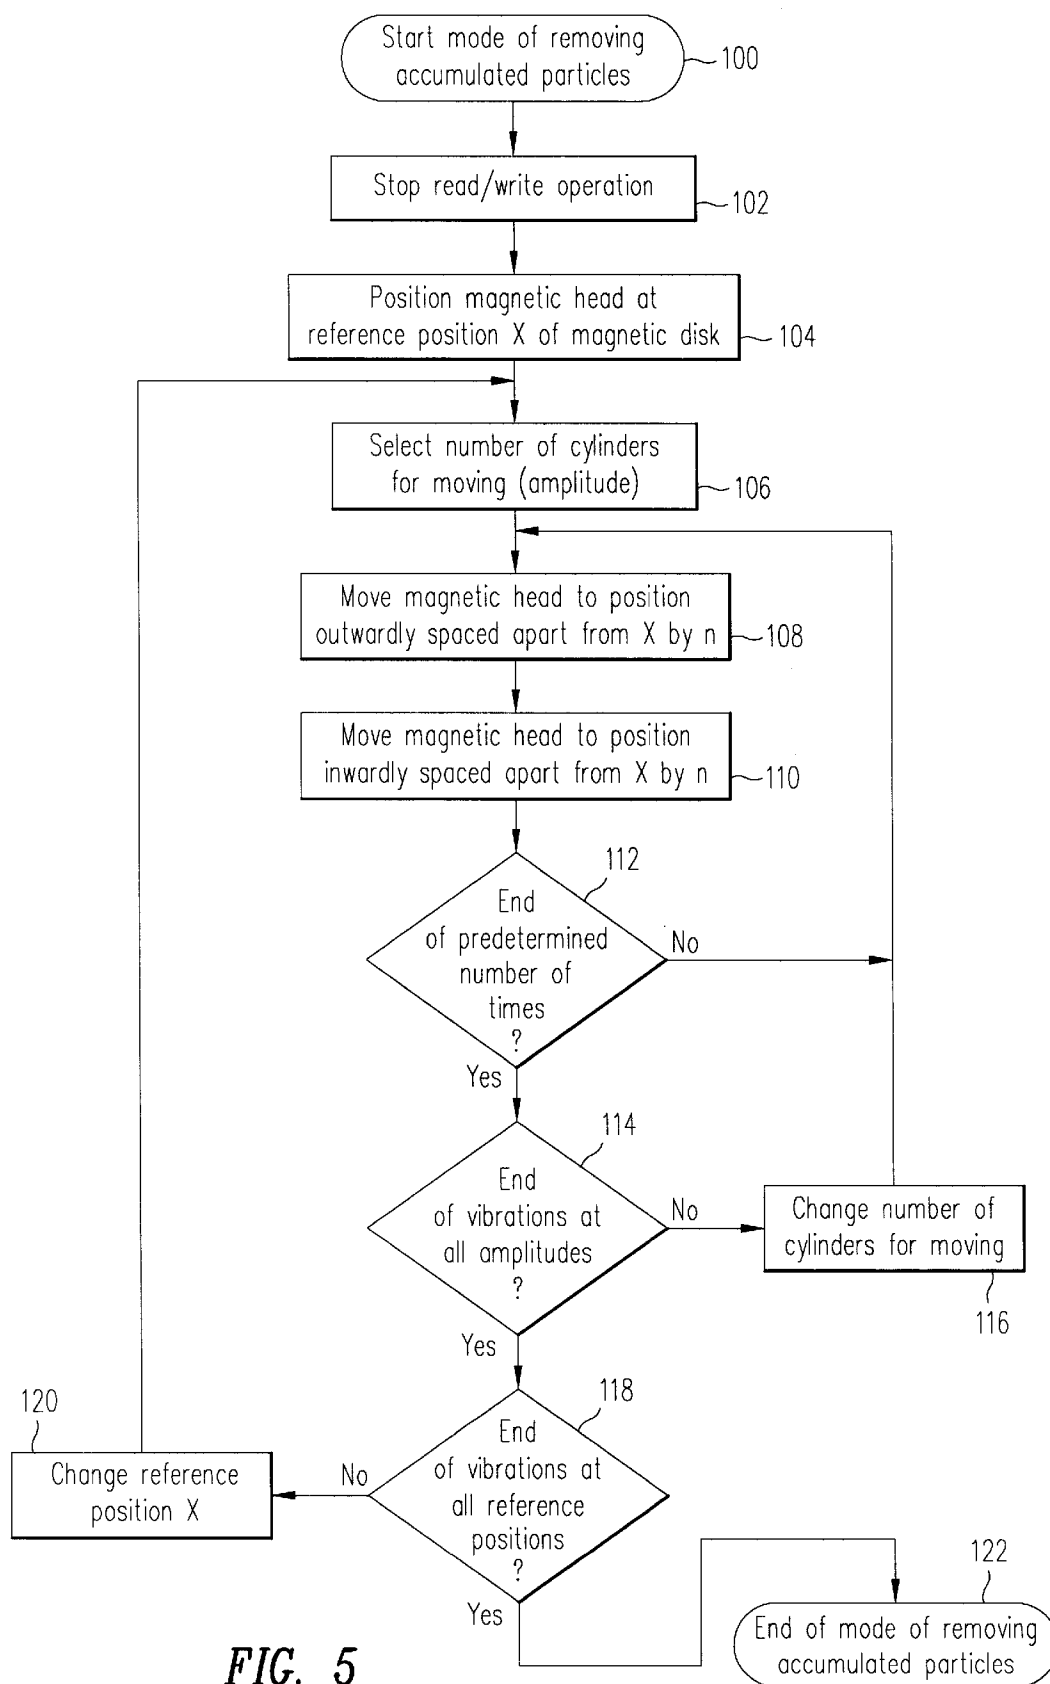 Start mode of removing
accumulated particles
100
Stop read/write operation
102
Position magnetic head at
reference position X of magnetic disk
104
Select number of cylinders
for moving (amplitude)
106
Move magnetic head to position
outwardly spaced apart from X by n
108
Move magnetic head to position
inwardly spaced apart from X by n
110
112
End
of predetermined
number of
times
?
No
Yes
114
End
of vibrations at
all amplitudes
?
No
Change number of
cylinders for moving
116
Yes
118
End
of vibrations at
all reference
positions
?
No
120
Change reference
position X
Yes
122
End of mode of removing
accumulated particles
FIG. 5